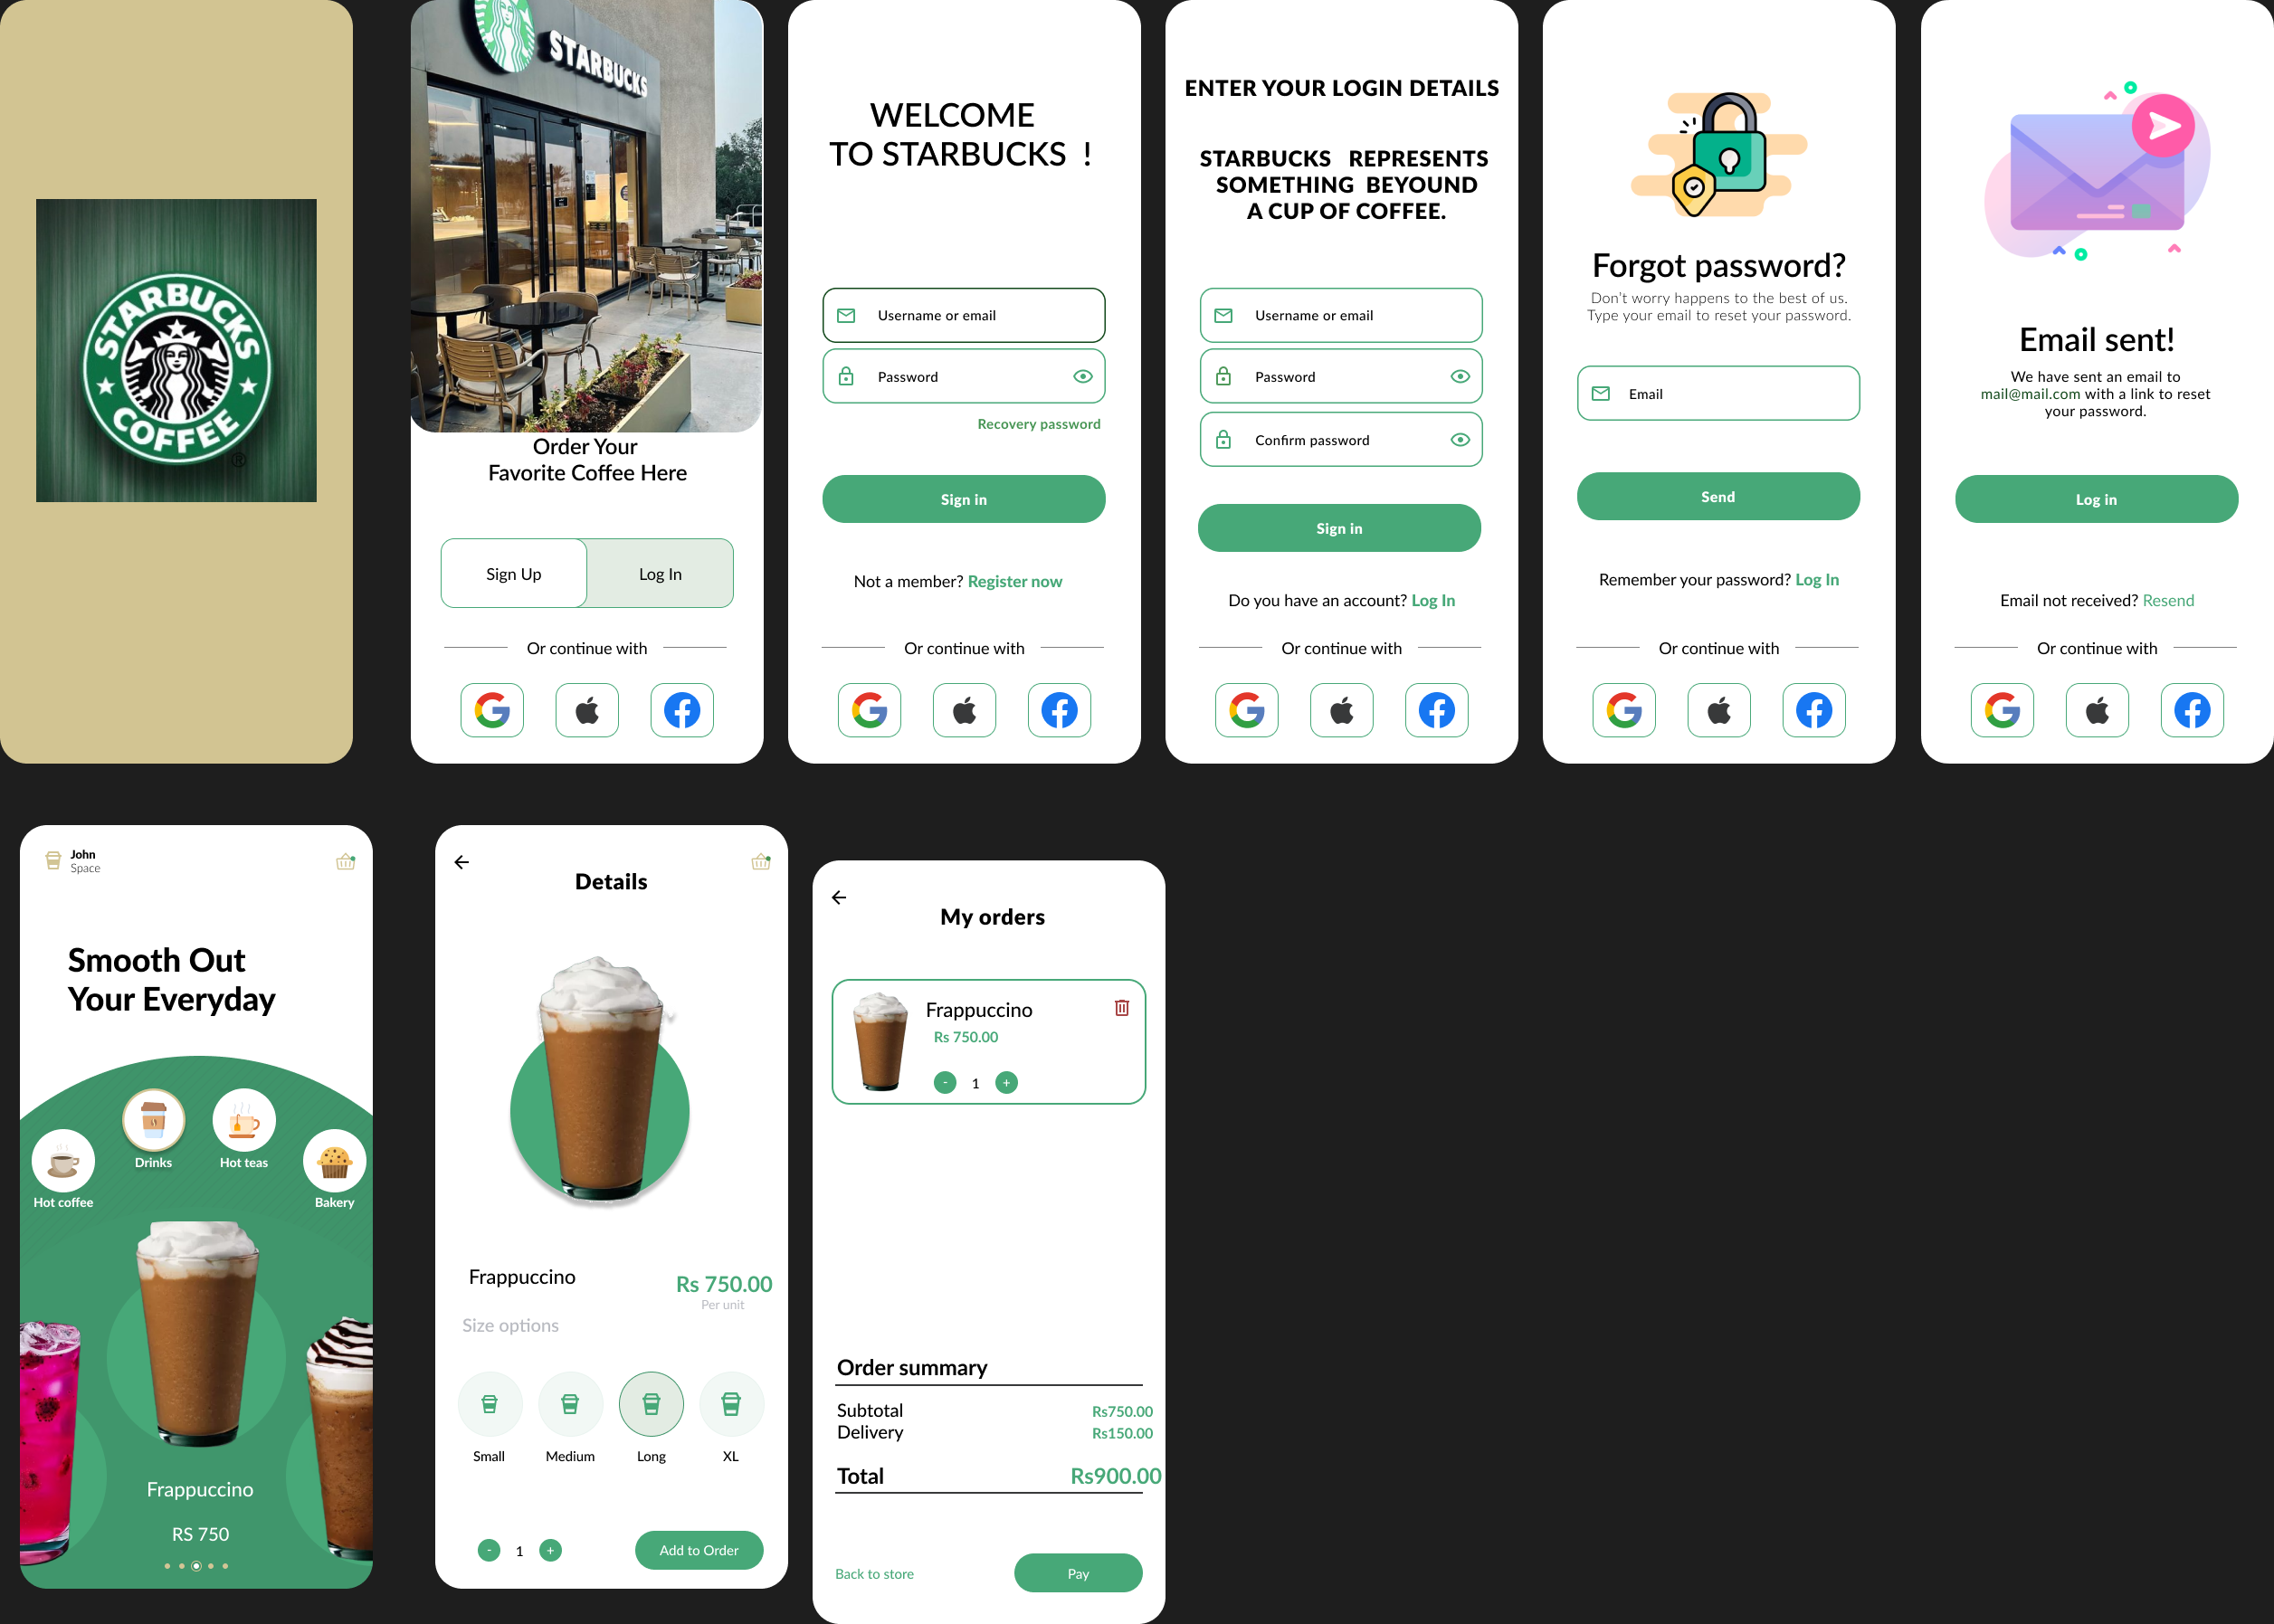 STARBUCKS
COFFEE
®
STARBUCKS
Order Your
Favorite Coffee Here
Sign Up
Log In
Or continue with
WELCOME
TO STARBUCKS !
Username or email
Password
Recovery password
Sign in
Not a member? Register now
Or continue with
ENTER YOUR LOGIN DETAILS
STARBUCKS REPRESENTS
SOMETHING BEYOUND
A CUP OF COFFEE.
Username or email
Password
Confirm password
Sign in
Do you have an account? Log In
Or continue with
Forgot password?
Don't worry happens to the best of us.
Type your email to reset your password.
Email
Send
Remember your password? Log In
Or continue with
Email sent!
We have sent an email to
mail@mail.com with a link to reset
your password.
Log in
Email not received? Resend
Or continue with
John
Space
Smooth Out
Your Everyday
Hot coffee
Drinks
Hot teas
Bakery
Frappuccino
RS 750
Details
Frappuccino
Rs 750.00
Per unit
Size options
Small
Medium
Long
XL
- 1 +
Add to Order
My orders
Frappuccino
Rs 750.00
- 1 +
Order summary
Subtotal Rs750.00
Delivery Rs150.00
Total Rs900.00
Back to store
Pay